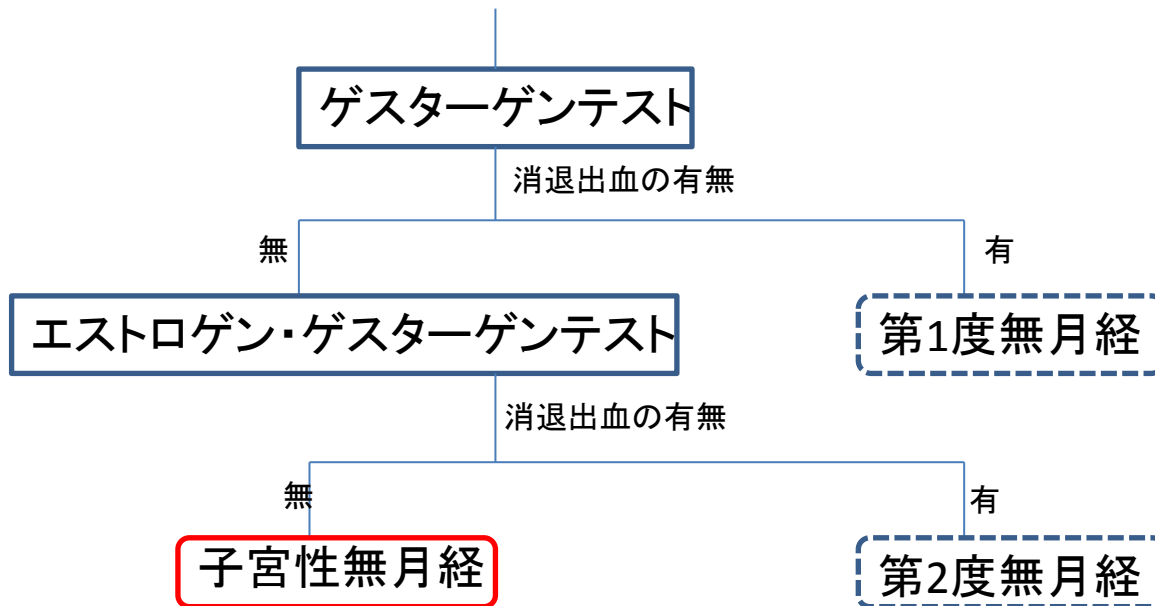 ゲスターゲンテスト
消退出血の有無
無
有
エストロゲン・ゲスターゲンテスト
第1度無月経
消退出血の有無
無
有
子宮性無月経
第2度無月経